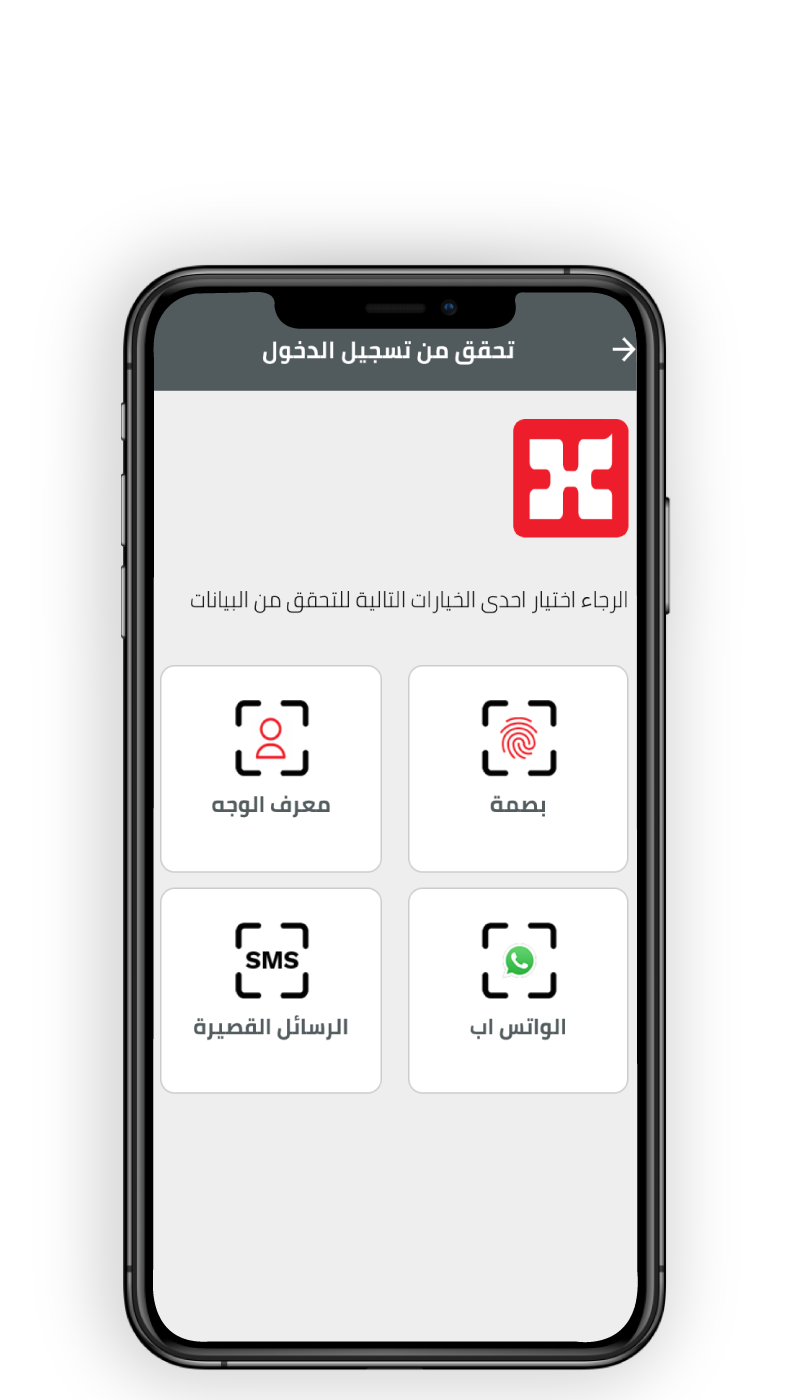 تحقق من تسجيل الدخول
الرجاء اختيار احدى الخيارات التالية للتحقق من البيانات
بصمة
معرف الوجه
SMS
الواتس اب
الرسائل القصيرة